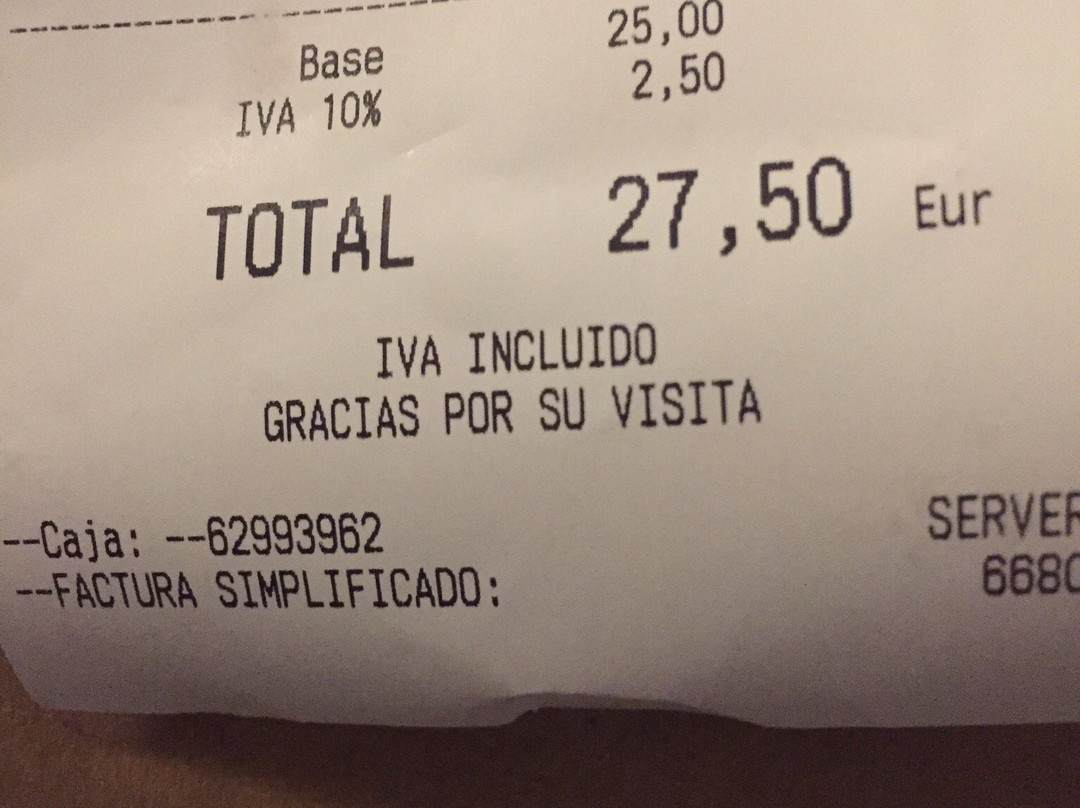 Base 25,00
IVA 10% 2,50
TOTAL 27,50 Eur
IVA INCLUIDO
GRACIAS POR SU VISITA
--Caja: --62993962 SERVER
--FACTURA SIMPLIFICADO: 6680